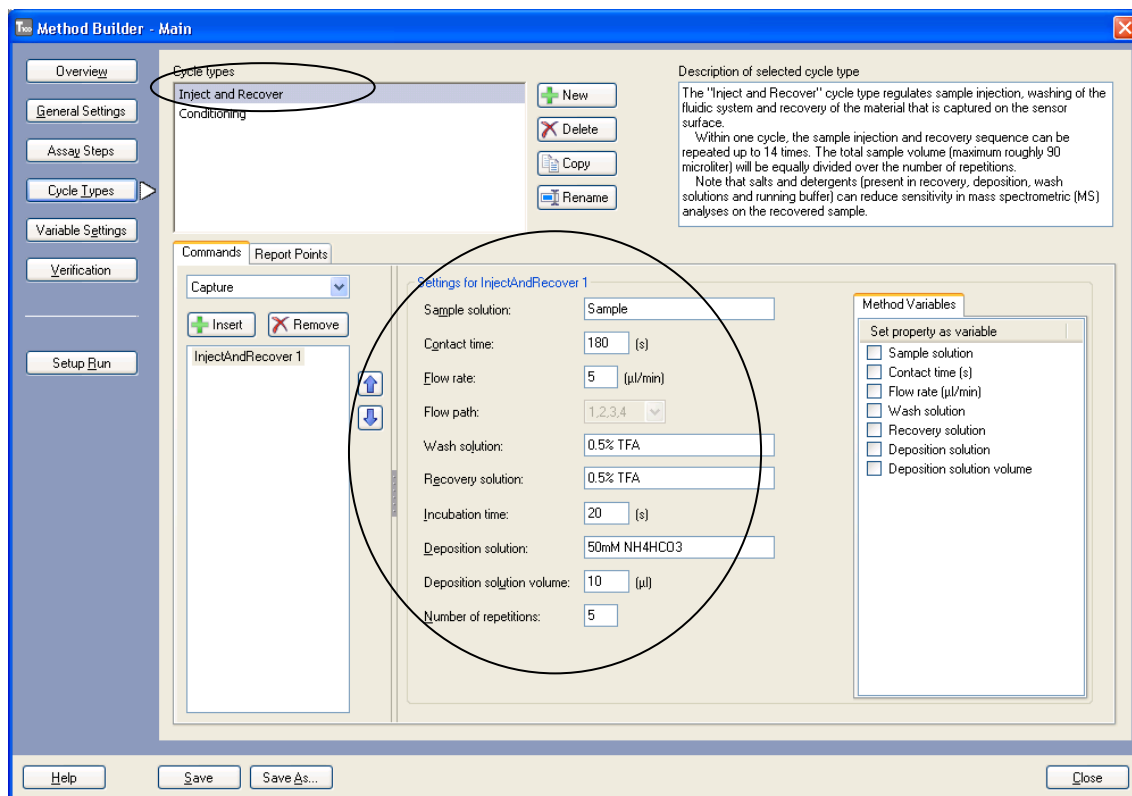 T100 Method Builder - Main
Overview
General Settings
Assay Steps
Cycle Types
Variable Settings
Verification
Setup Run
Cycle types
Inject and Recover
Conditioning
New
Delete
Copy
Rename
Description of selected cycle type
The "Inject and Recover" cycle type regulates sample injection, washing of the
fluidic system and recovery of the material that is captured on the sensor
surface.
Within one cycle, the sample injection and recovery sequence can be
repeated up to 14 times. The total sample volume (maximum roughly 90
microliter) will be equally divided over the number of repetitions.
Note that salts and detergents (present in recovery, deposition, wash
solutions and running buffer) can reduce sensitivity in mass spectrometric (MS)
analyses on the recovered sample.
Commands Report Points
Capture
Insert Remove
InjectAndRecover 1
Settings for InjectAndRecover 1
Sample solution: Sample
Contact time: 180 (s)
Flow rate: 5 (µl/min)
Flow path: 1,2,3,4
Wash solution: 0.5% TFA
Recovery solution: 0.5% TFA
Incubation time: 20 (s)
Deposition solution: 50mM NH4HCO3
Deposition solution volume: 10 (µl)
Number of repetitions: 5
Method Variables
Set property as variable
Sample solution
Contact time (s)
Flow rate (µl/min)
Wash solution
Recovery solution
Deposition solution
Deposition solution volume
Help Save Save As... Close